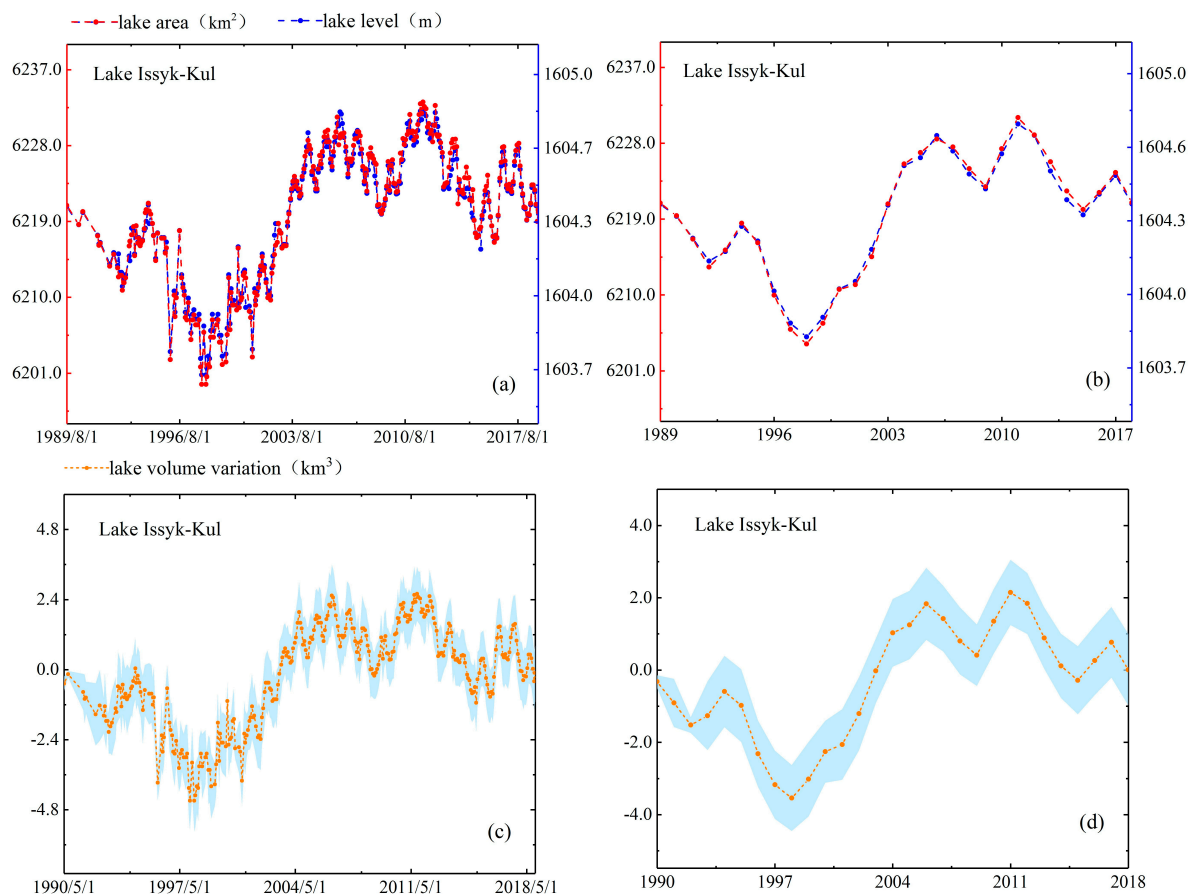 lake area（km²） lake level（m）
Lake Issyk-Kul
6237.0
6228.0
6219.0
6210.0
6201.0
1605.0
1604.7
1604.3
1604.0
1603.7
(a)
1989/8/1 1996/8/1 2003/8/1 2010/8/1 2017/8/1
Lake Issyk-Kul
6237.0
6228.0
6219.0
6210.0
6201.0
1605.0
1604.6
1604.3
1604.0
1603.7
(b)
1989 1996 2003 2010 2017
lake volume variation（km³）
Lake Issyk-Kul
4.8
2.4
0.0
-2.4
-4.8
(c)
1990/5/1 1997/5/1 2004/5/1 2011/5/1 2018/5/1
Lake Issyk-Kul
4.0
2.0
0.0
-2.0
-4.0
(d)
1990 1997 2004 2011 2018